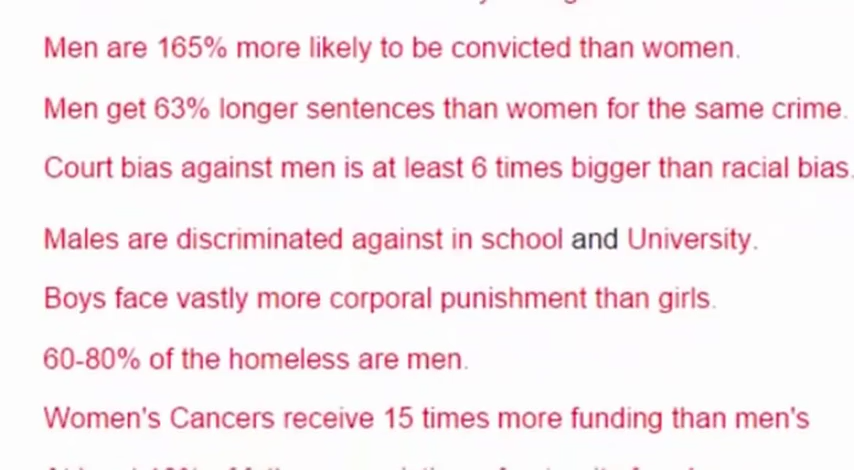 Men are 165% more likely to be convicted than women.
Men get 63% longer sentences than women for the same crime.
Court bias against men is at least 6 times bigger than racial bias.
Males are discriminated against in school and University.
Boys face vastly more corporal punishment than girls.
60-80% of the homeless are men.
Women's Cancers receive 15 times more funding than men's